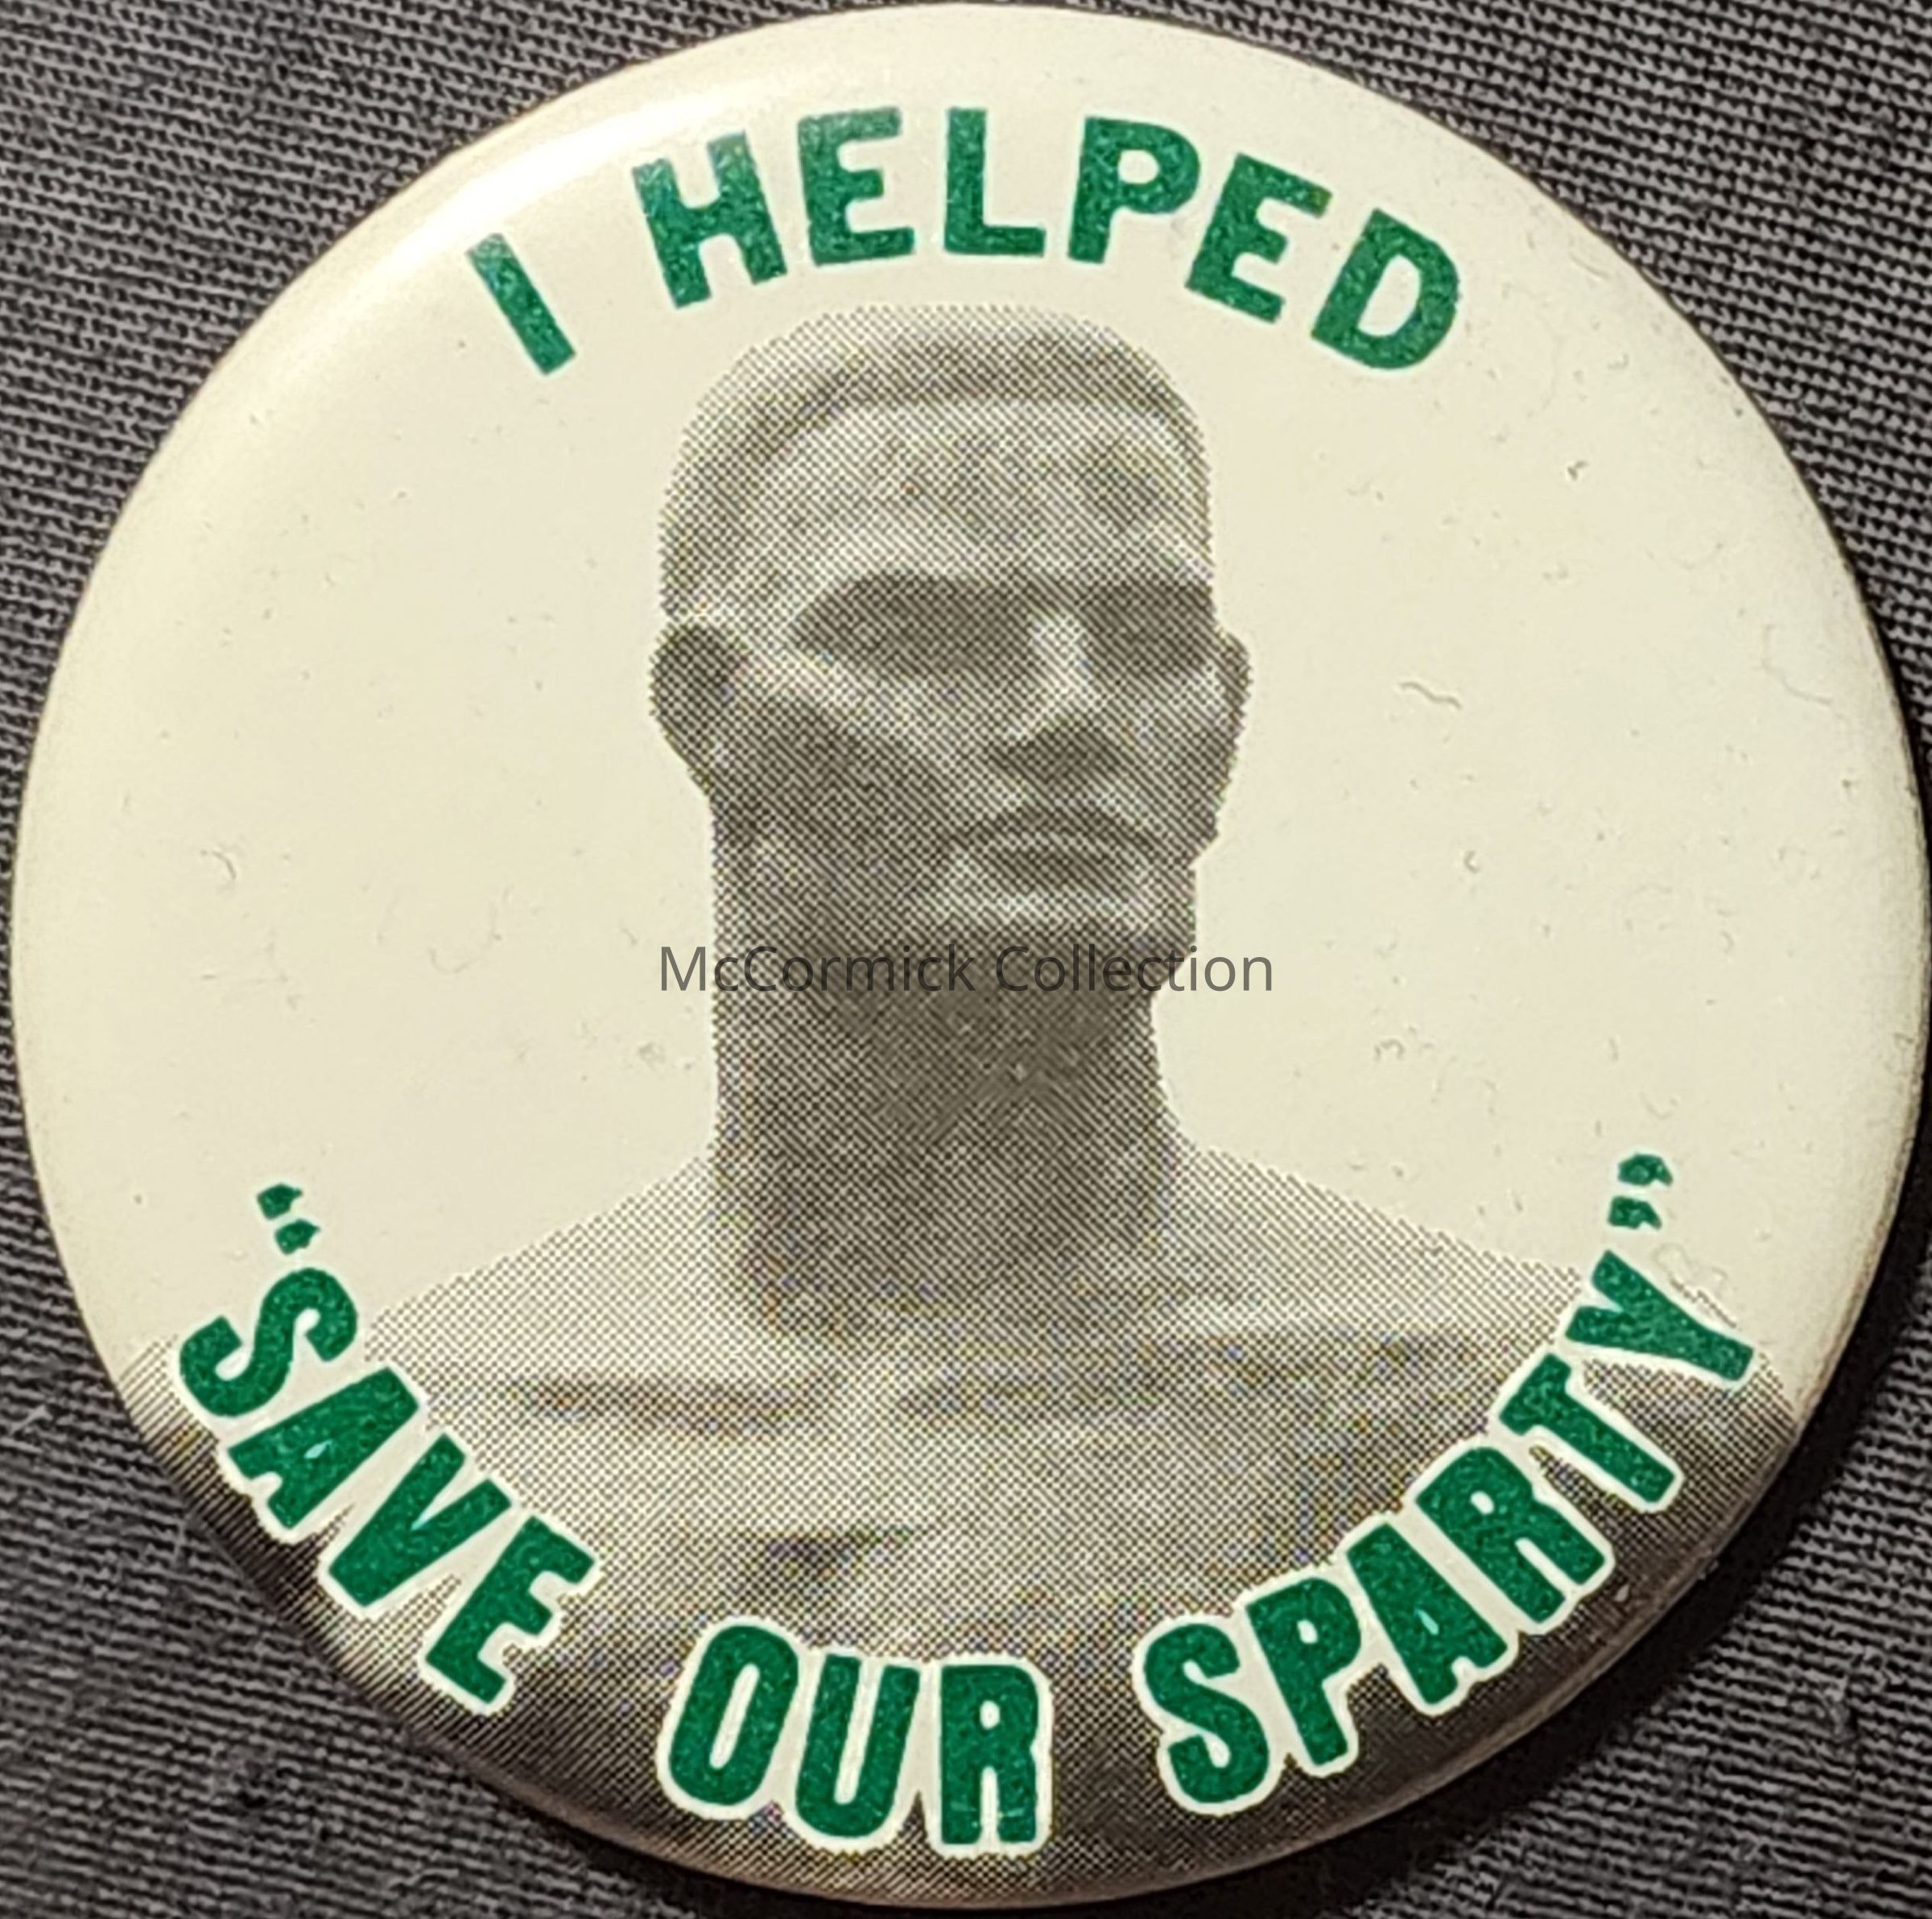 I HELPED
McCormick Collection
“SAVE OUR SPARTY”